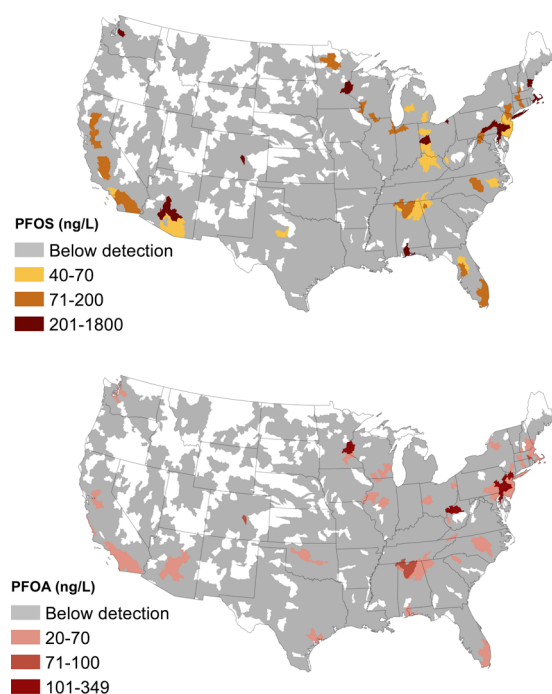 PFOS (ng/L)
Below detection
40-70
71-200
201-1800
PFOA (ng/L)
Below detection
20-70
71-100
101-349